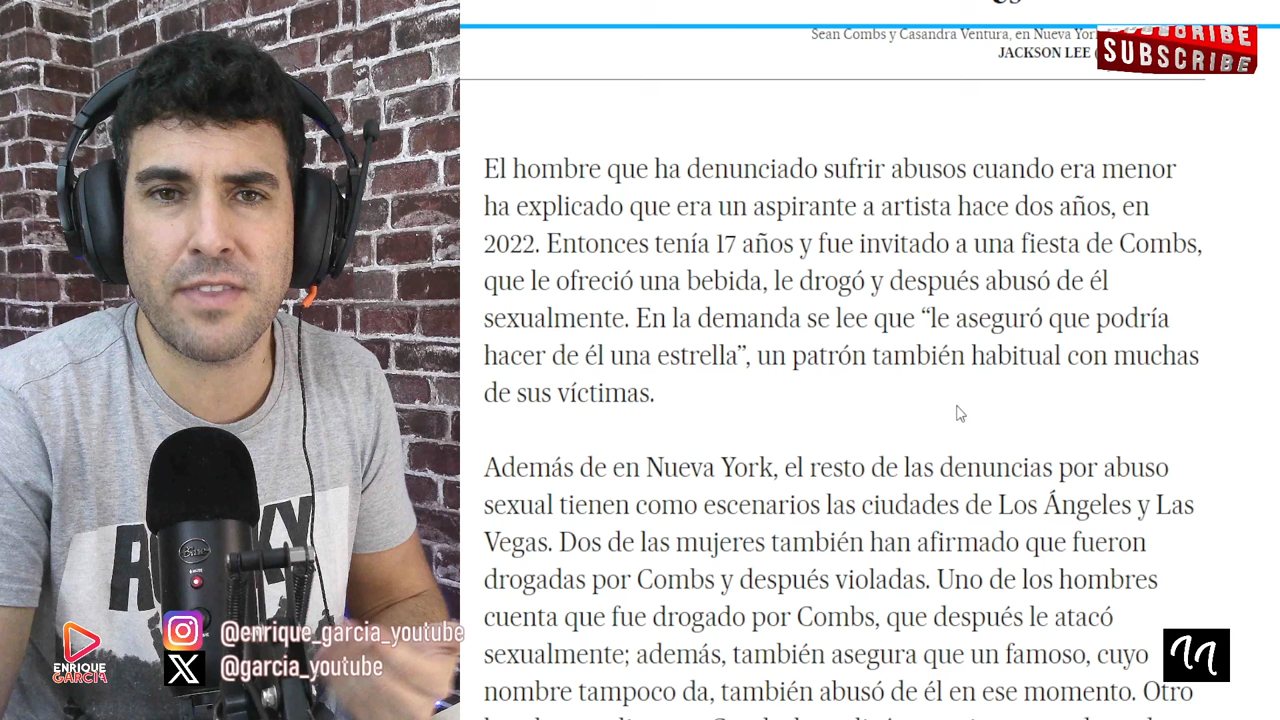 Sean Combs y Casandra Ventura, en Nueva
JACKSON LEE
SUBSCRIBE
SUBSCRIBE
El hombre que ha denunciado sufrir abusos cuando era menor
ha explicado que era un aspirante a artista hace dos años, en
2022. Entonces tenía 17 años y fue invitado a una fiesta de Combs,
que le ofreció una bebida, le drogó y después abusó de él
sexualmente. En la demanda se lee que “le aseguró que podría
hacer de él una estrella”, un patrón también habitual con muchas
de sus víctimas.
Además de en Nueva York, el resto de las denuncias por abuso
sexual tienen como escenarios las ciudades de Los Ángeles y Las
Vegas. Dos de las mujeres también han afirmado que fueron
drogadas por Combs y después violadas. Uno de los hombres
cuenta que fue drogado por Combs, que después le atacó
sexualmente; además, también asegura que un famoso, cuyo
nombre tampoco da, también abusó de él en ese momento. Otro
Blue
@enrique_garcia_youtube
@garcia_youtube
ENRIQUE
GARCIA